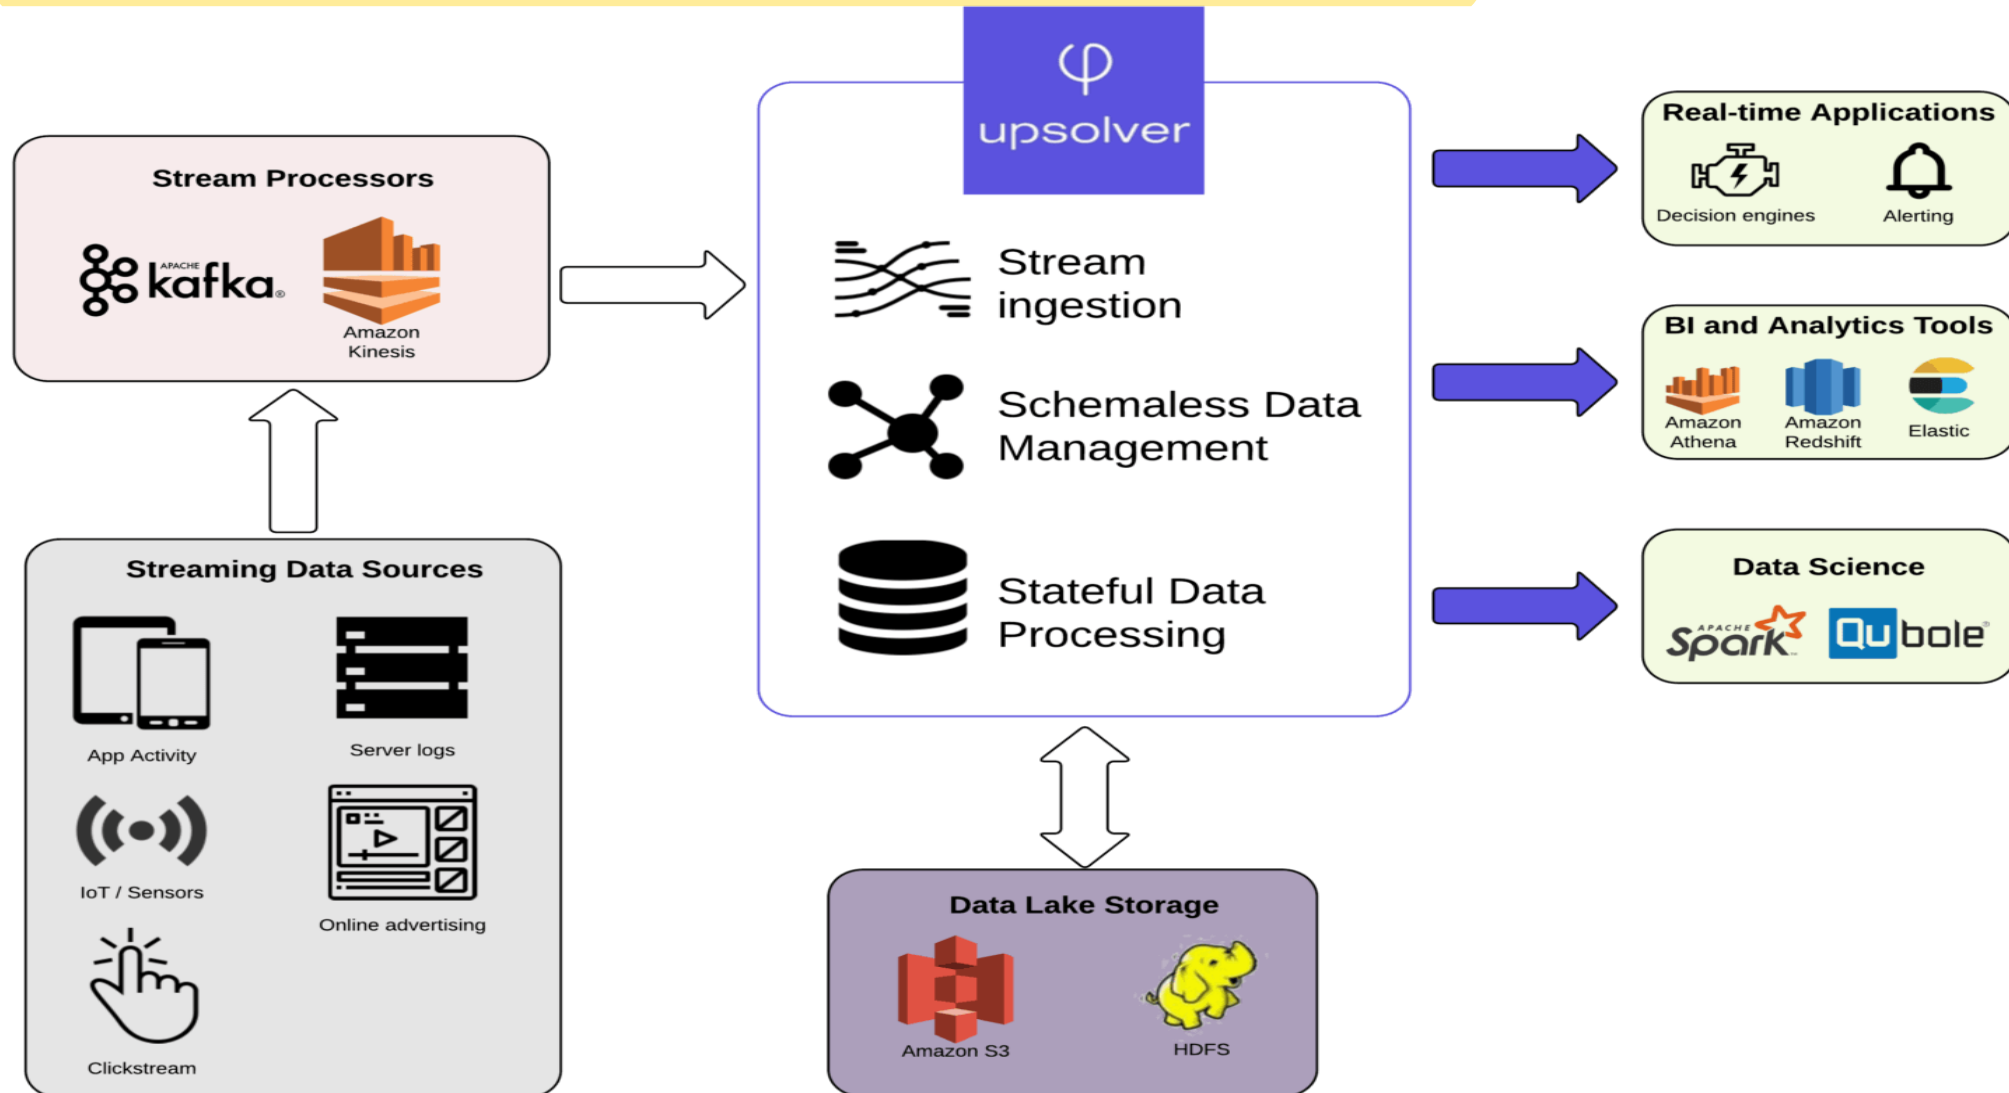 upsolver
Stream Processors
APACHE
kafka®
Amazon
Kinesis
Streaming Data Sources
App Activity
Server logs
IoT / Sensors
Online advertising
Clickstream
Stream
ingestion
Schemaless Data
Management
Stateful Data
Processing
Data Lake Storage
Amazon S3
HDFS
Real-time Applications
Decision engines
Alerting
BI and Analytics Tools
Amazon
Athena
Amazon
Redshift
Elastic
Data Science
APACHE
Spark™
Qubole®